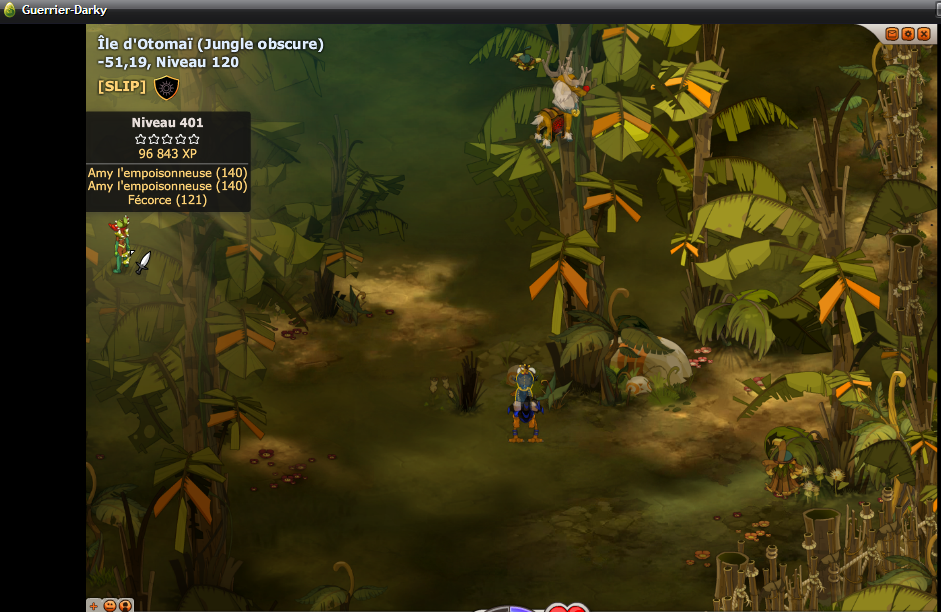 Guerrier-Darky
Île d'Otomaï (Jungle obscure)
-51,19, Niveau 120
[SLIP]
Niveau 401
96 843 XP
Amy l'empoisonneuse (140)
Amy l'empoisonneuse (140)
Fécorce (121)